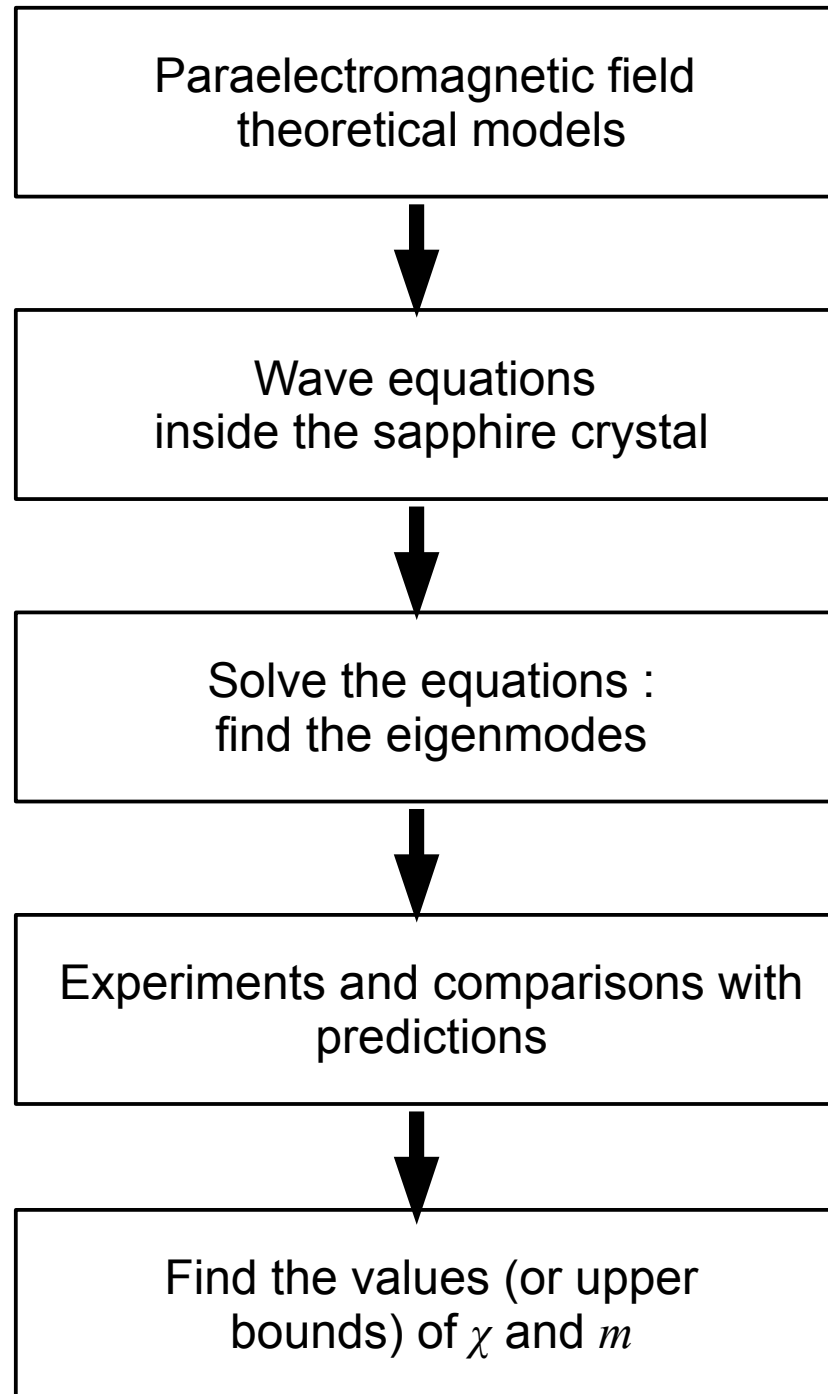 Paraelectromagnetic field
theoretical models
Wave equations
inside the sapphire crystal
Solve the equations :
find the eigenmodes
Experiments and comparisons with
predictions
Find the values (or upper
bounds) of χ and m